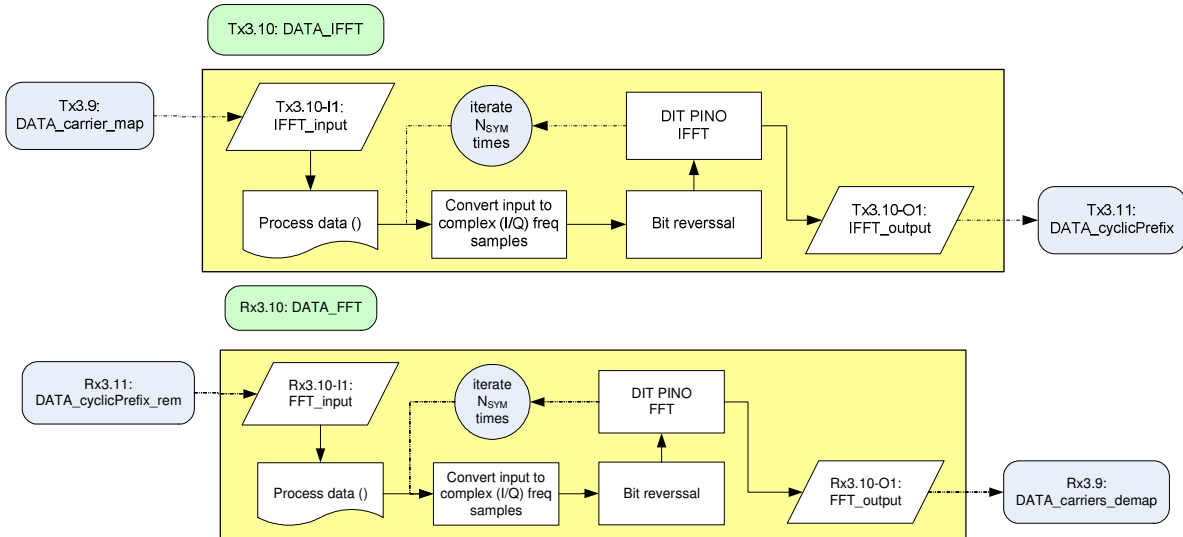 Tx3.10: DATA_IFFT
Tx3.9:
DATA_carrier_map
Tx3.10-I1:
IFFT_input
iterate
NSYM
times
DIT PINO
IFFT
Process data ()
Convert input to
complex (I/Q) freq
samples
Bit reverssal
Tx3.10-O1:
IFFT_output
Tx3.11:
DATA_cyclicPrefix
Rx3.10: DATA_FFT
Rx3.11:
DATA_cyclicPrefix_rem
Rx3.10-I1:
FFT_input
iterate
NSYM
times
DIT PINO
FFT
Process data ()
Convert input to
complex (I/Q) freq
samples
Bit reverssal
Rx3.10-O1:
FFT_output
Rx3.9:
DATA_carriers_demap